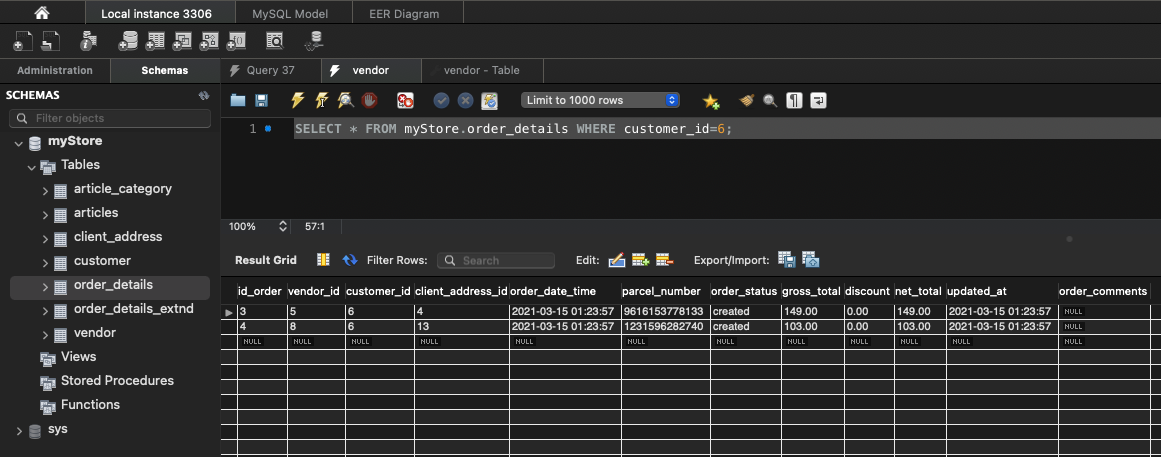 Local instance 3306 MySQL Model EER Diagram
Administration Schemas Query 37 vendor vendor - Table
SCHEMAS
Filter objects
Limit to 1000 rows
1 SELECT * FROM myStore.order_details WHERE customer_id=6;
myStore
Tables
article_category
articles
client_address
customer
order_details
order_details_extnd
vendor
Views
Stored Procedures
Functions
sys
100% 57:1
Result Grid Filter Rows: Search Edit: Export/Import:
id_order vendor_id customer_id client_address_id order_date_time parcel_number order_status gross_total discount net_total updated_at order_comments
3 5 6 4 2021-03-15 01:23:57 9616153778133 created 149.00 0.00 149.00 2021-03-15 01:23:57 NULL
4 8 6 13 2021-03-15 01:23:57 1231596282740 created 103.00 0.00 103.00 2021-03-15 01:23:57 NULL
NULL NULL NULL NULL NULL NULL NULL NULL NULL NULL NULL NULL